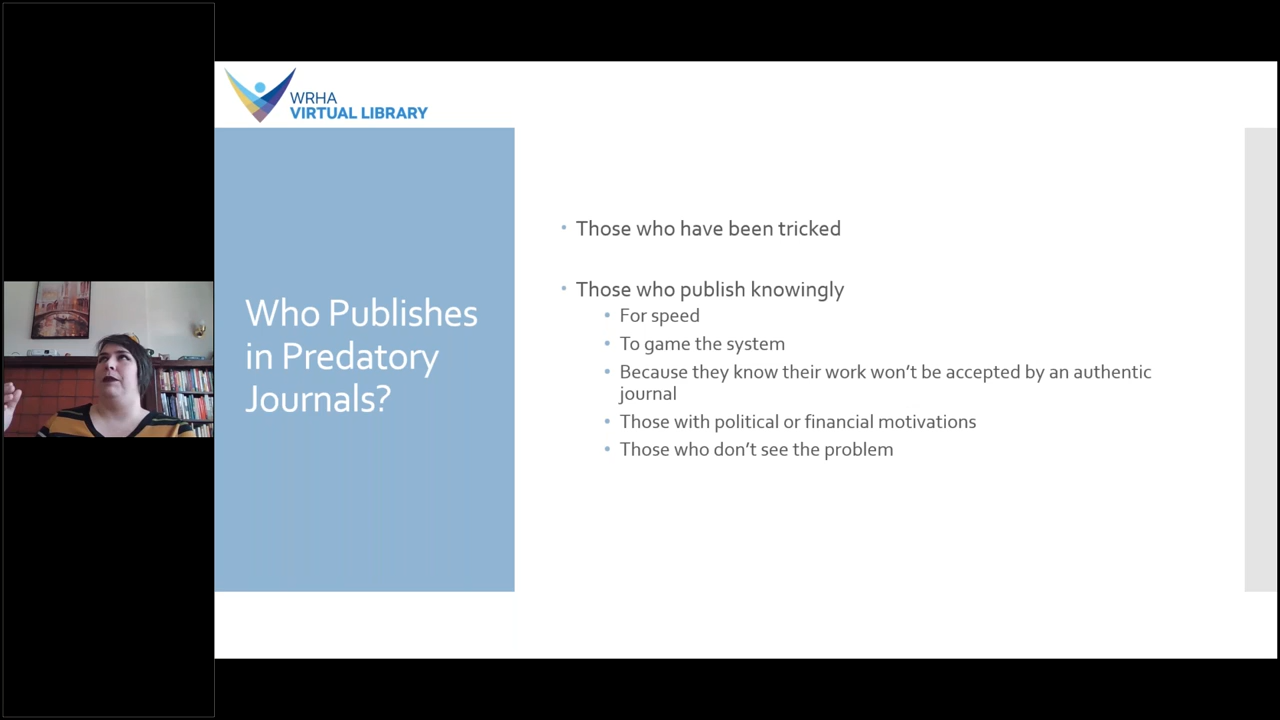 WRHA
VIRTUAL LIBRARY
Who Publishes
in Predatory
Journals?
• Those who have been tricked
• Those who publish knowingly
• For speed
• To game the system
• Because they know their work won’t be accepted by an authentic
journal
• Those with political or financial motivations
• Those who don’t see the problem